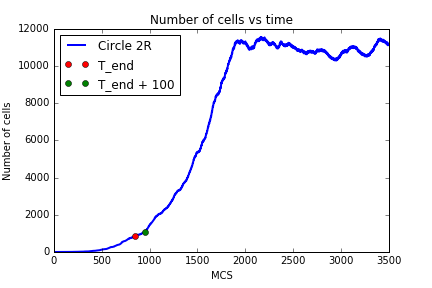 Number of cells vs time
Circle 2R
T_end
T_end + 100
Number of cells
12000
10000
8000
6000
4000
2000
0
0 500 1000 1500 2000 2500 3000 3500
MCS